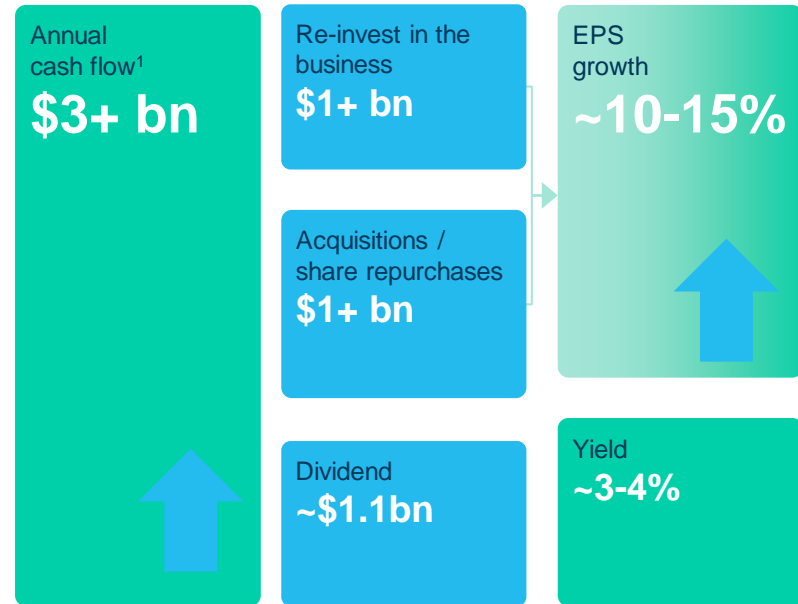 Annual
cash flow¹
$3+ bn
Re-invest in the
business
$1+ bn
Acquisitions /
share repurchases
$1+ bn
Dividend
~$1.1bn
EPS
growth
~10-15%
Yield
~3-4%